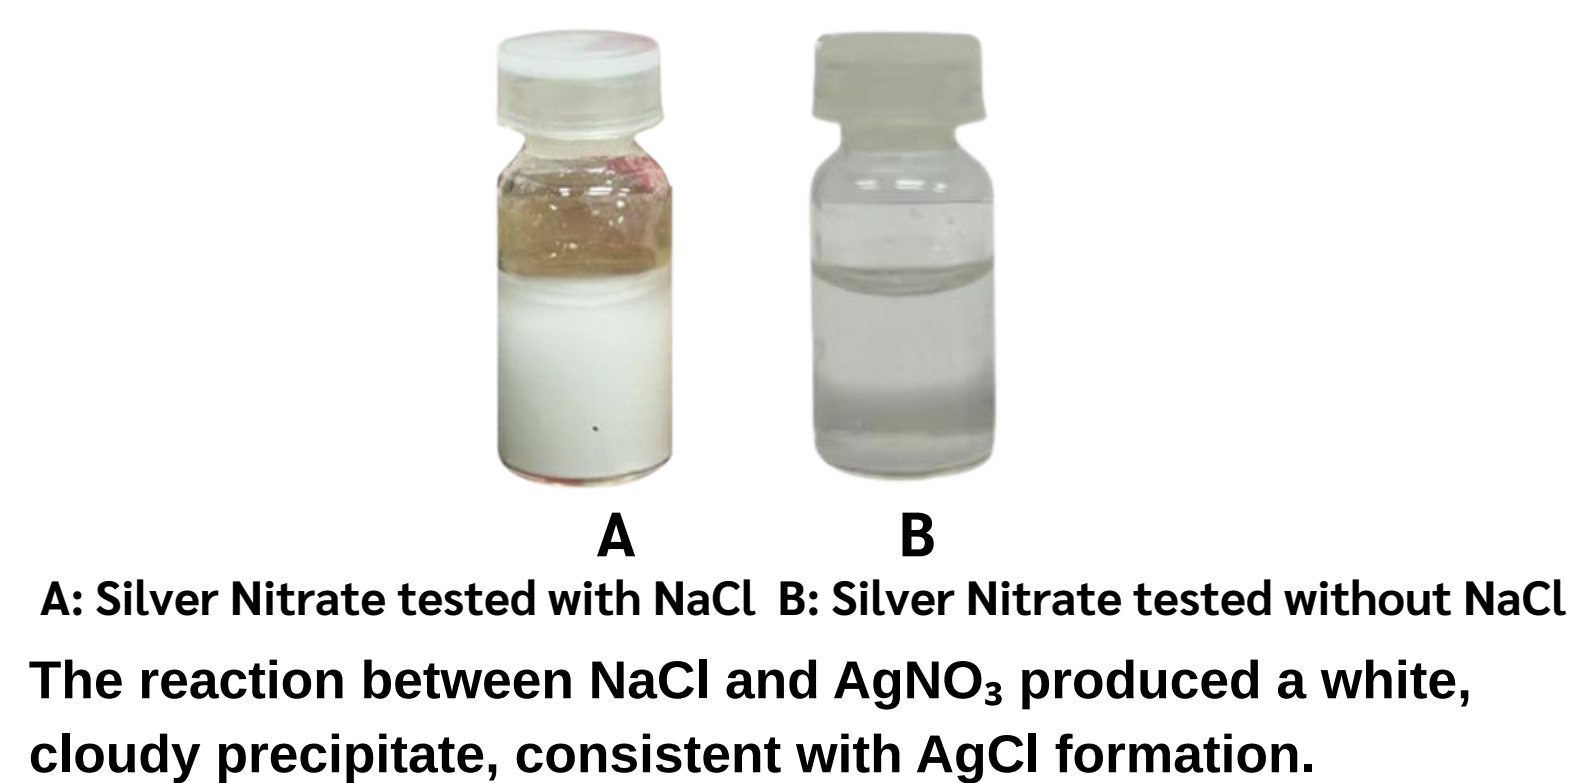 A B
A: Silver Nitrate tested with NaCl B: Silver Nitrate tested without NaCl
The reaction between NaCl and AgNO₃ produced a white,
cloudy precipitate, consistent with AgCl formation.